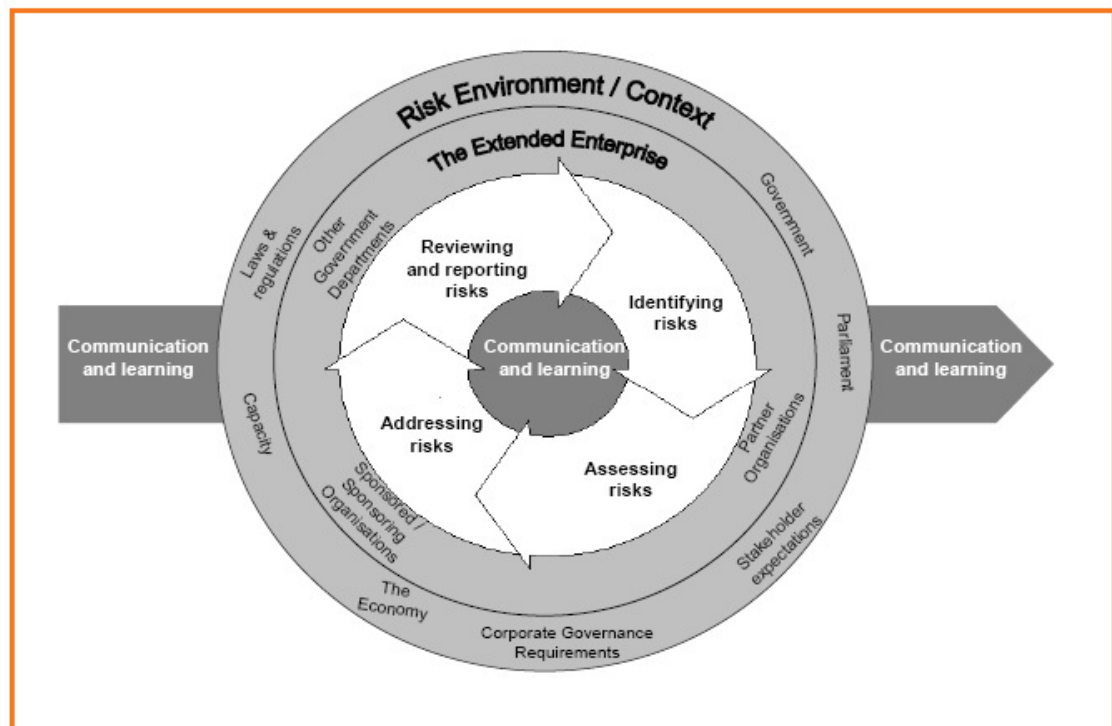 Risk Environment / Context
The Extended Enterprise
Government
Laws &
regulations
Other
Government
Departments
Reviewing
and reporting
risks
Identifying
risks
Parliament
Communication
and learning
Communication
and learning
Communication
and learning
Capacity
Addressing
risks
Partner
Organisations
Assessing
risks
Sponsored /
Sponsoring
Organisations
Stakeholder
expectations
The
Economy
Corporate Governance
Requirements